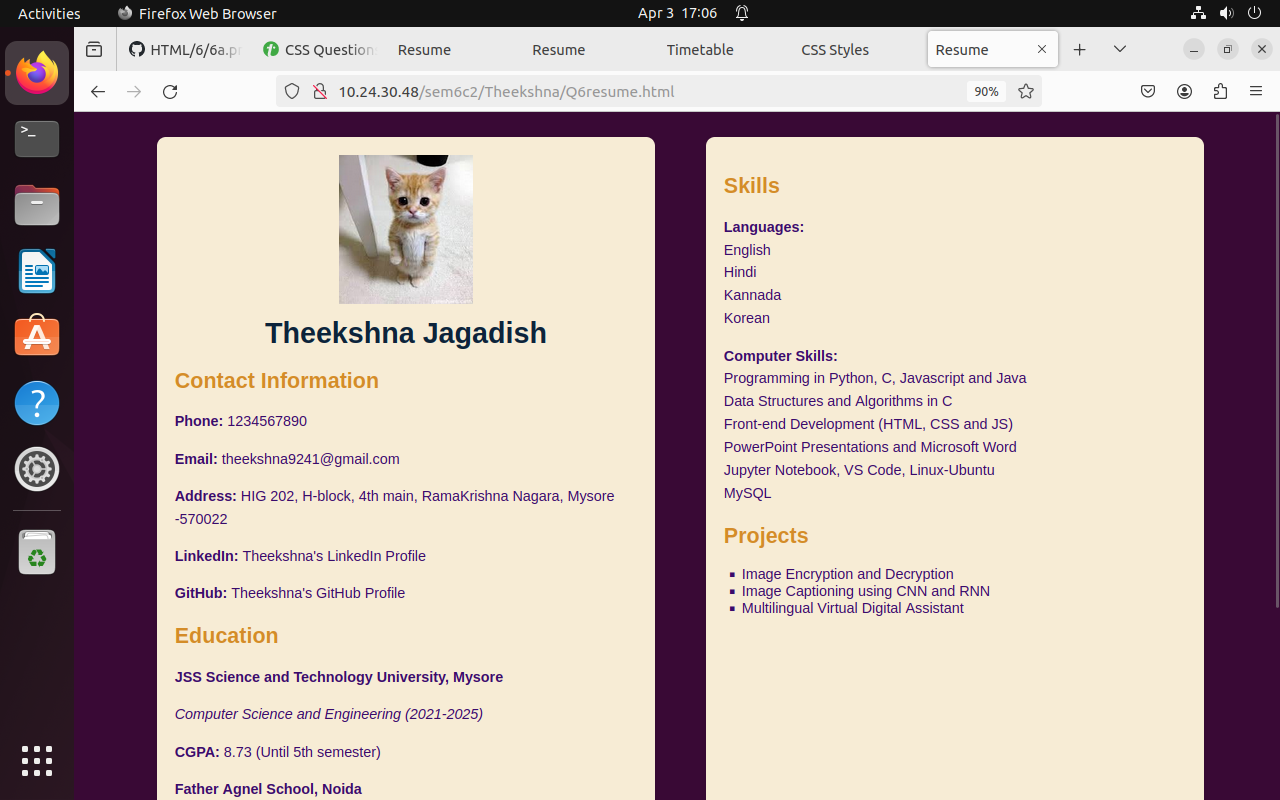 Activities
Firefox Web Browser
Apr 3 17:06
HTML/6/6a.pr
CSS Question
Resume
Resume
Timetable
CSS Styles
Resume
10.24.30.48/sem6c2/Theekshna/Q6resume.html
90%
>_
Theekshna Jagadish
Contact Information
Phone: 1234567890
Email: theekshna9241@gmail.com
Address: HIG 202, H-block, 4th main, RamaKrishna Nagara, Mysore
-570022
LinkedIn: Theekshna's LinkedIn Profile
GitHub: Theekshna's GitHub Profile
Education
JSS Science and Technology University, Mysore
Computer Science and Engineering (2021-2025)
CGPA: 8.73 (Until 5th semester)
Father Agnel School, Noida
Skills
Languages:
English
Hindi
Kannada
Korean
Computer Skills:
Programming in Python, C, Javascript and Java
Data Structures and Algorithms in C
Front-end Development (HTML, CSS and JS)
PowerPoint Presentations and Microsoft Word
Jupyter Notebook, VS Code, Linux-Ubuntu
MySQL
Projects
▪ Image Encryption and Decryption
▪ Image Captioning using CNN and RNN
▪ Multilingual Virtual Digital Assistant